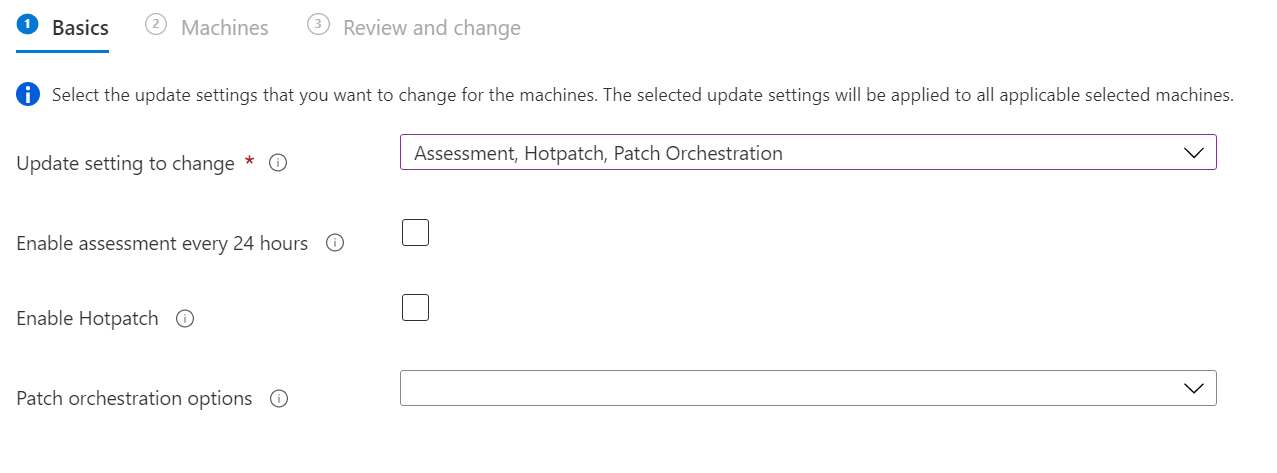 1 Basics 2 Machines 3 Review and change
Select the update settings that you want to change for the machines. The selected update settings will be applied to all applicable selected machines.
Update setting to change * Assessment, Hotpatch, Patch Orchestration
Enable assessment every 24 hours
Enable Hotpatch
Patch orchestration options